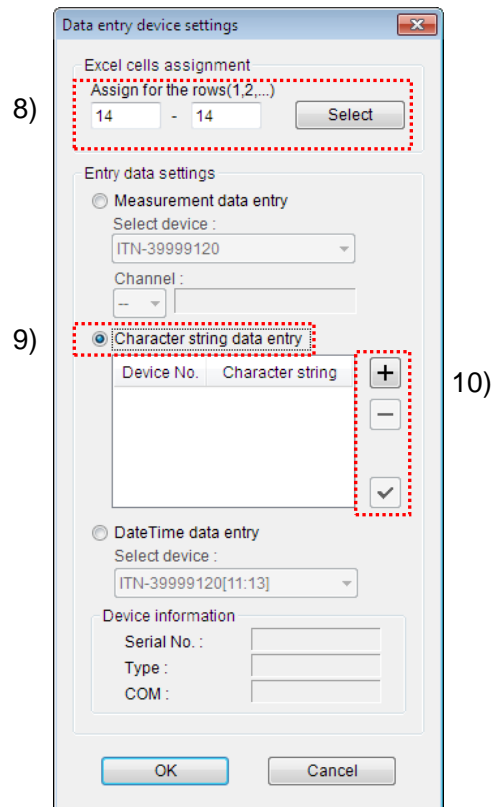 Data entry device settings
Excel cells assignment
Assign for the rows(1,2,...)
8)
14 - 14 Select
Entry data settings
Measurement data entry
Select device :
ITN-39999120
Channel :
--
9)
Character string data entry
Device No. Character string
10)
DateTime data entry
Select device :
ITN-39999120[11:13]
Device information
Serial No. :
Type :
COM :
OK Cancel